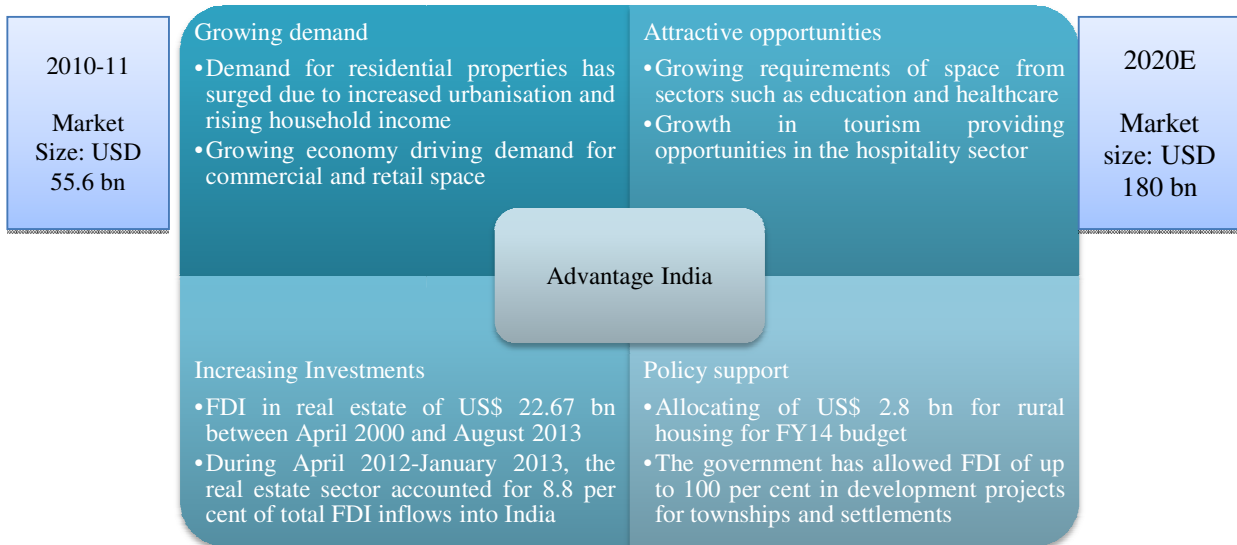 2010-11
Market
Size: USD
55.6 bn
Growing demand
•Demand for residential properties has
surged due to increased urbanisation and
rising household income
•Growing economy driving demand for
commercial and retail space
Attractive opportunities
•Growing requirements of space from
sectors such as education and healthcare
•Growth in tourism providing
opportunities in the hospitality sector
2020E
Market
size: USD
180 bn
Advantage India
Increasing Investments
•FDI in real estate of US$ 22.67 bn
between April 2000 and August 2013
•During April 2012-January 2013, the
real estate sector accounted for 8.8 per
cent of total FDI inflows into India
Policy support
•Allocating of US$ 2.8 bn for rural
housing for FY14 budget
•The government has allowed FDI of up
to 100 per cent in development projects
for townships and settlements